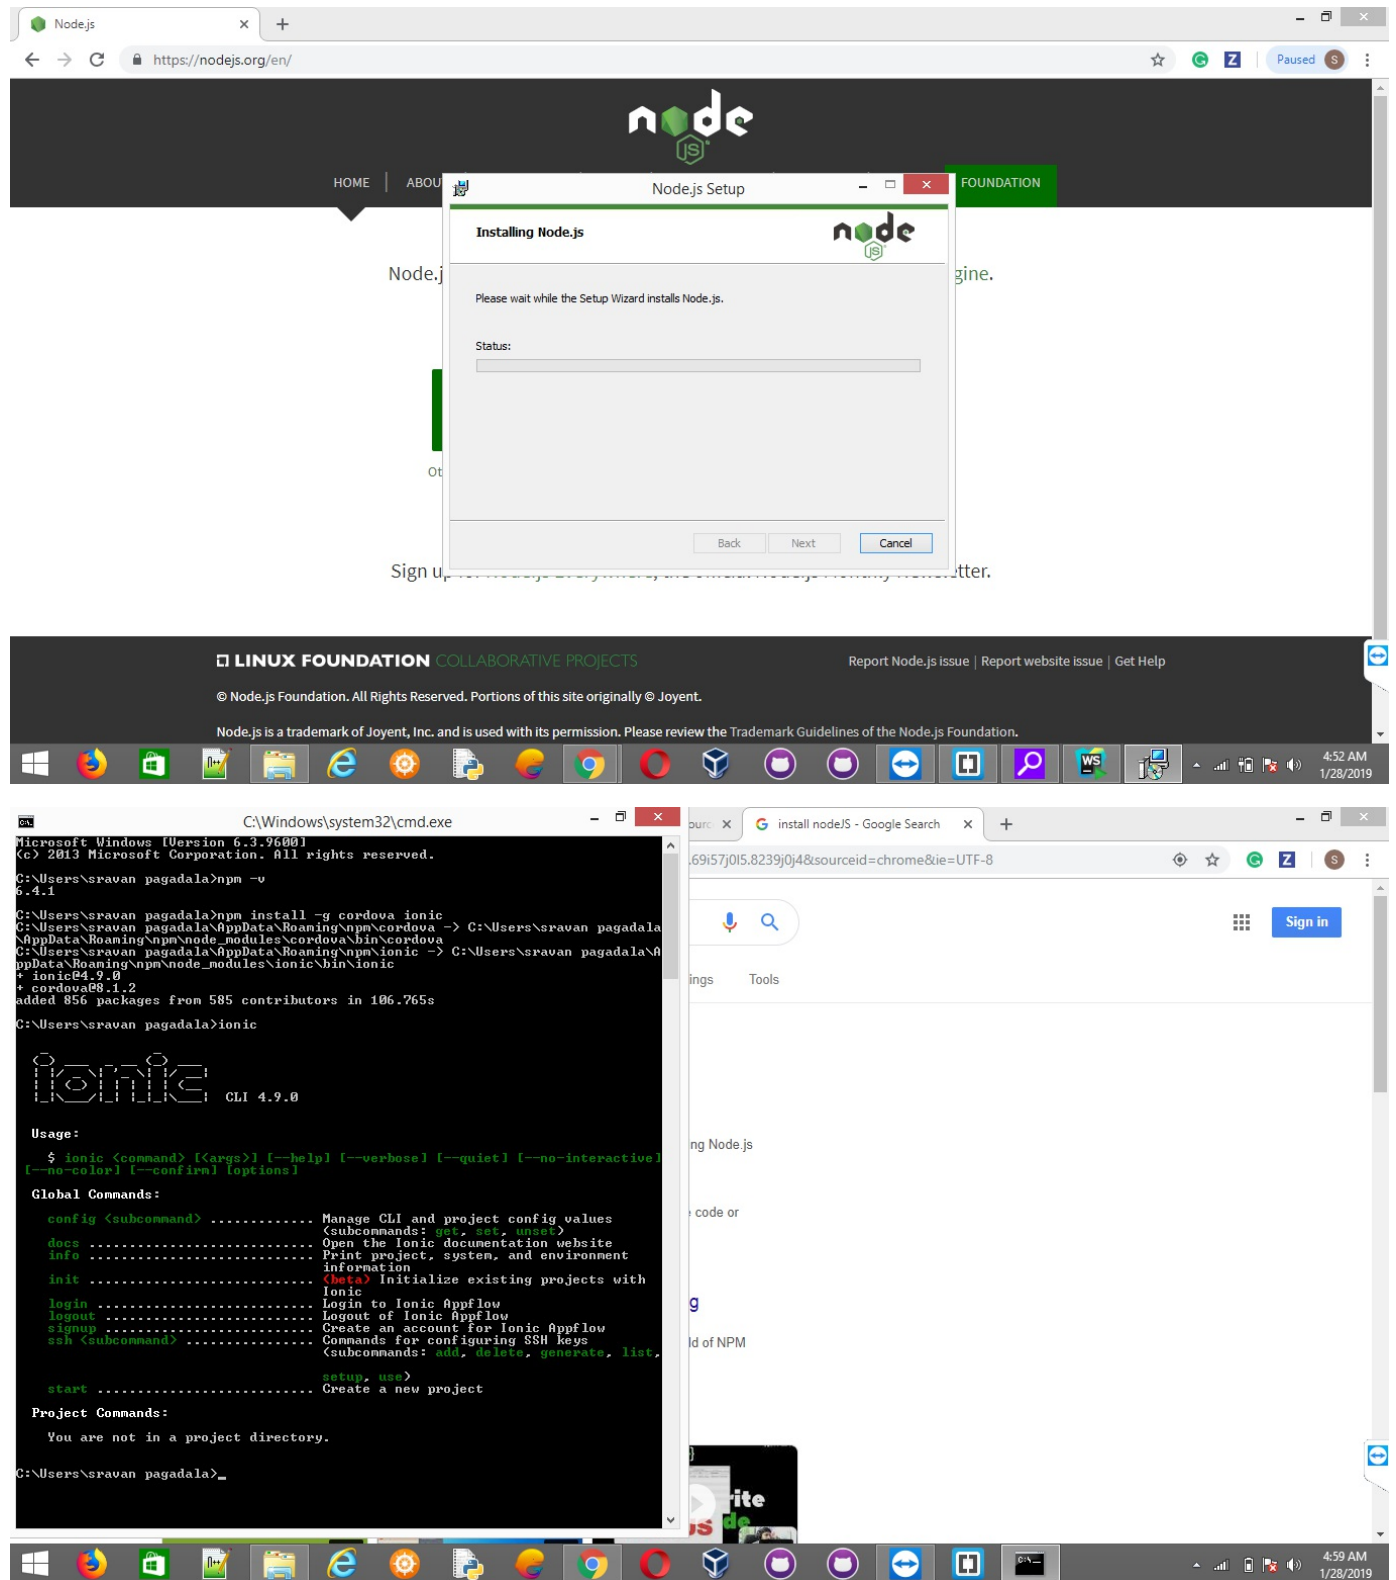 Node.js
https://nodejs.org/en/
Paused
S
Z
node
JS
HOME
ABOU
FOUNDATION
Node.js Setup
Installing Node.js
node
JS
Node.j
gine.
Please wait while the Setup Wizard installs Node.js.
Status:
Ot
Back
Next
Cancel
Sign u
etter.
LINUX FOUNDATION COLLABORATIVE PROJECTS
Report Node.js issue | Report website issue | Get Help
© Node.js Foundation. All Rights Reserved. Portions of this site originally © Joyent.
Node.js is a trademark of Joyent, Inc. and is used with its permission. Please review the Trademark Guidelines of the Node.js Foundation.
WS
4:52 AM
1/28/2019
C:\Windows\system32\cmd.exe
ourc
install nodeJS - Google Search
.69i57j0l5.8239j0j4&sourceid=chrome&ie=UTF-8
Z
S
Microsoft Windows [Version 6.3.9600]
(c) 2013 Microsoft Corporation. All rights reserved.
C:\Users\sravan pagadala>npm -v
6.4.1
C:\Users\sravan pagadala>npm install -g cordova ionic
C:\Users\sravan pagadala\AppData\Roaming\npm\cordova -> C:\Users\sravan pagadala
\AppData\Roaming\npm\node_modules\cordova\bin\cordova
C:\Users\sravan pagadala\AppData\Roaming\npm\ionic -> C:\Users\sravan pagadala\A
ppData\Roaming\npm\node_modules\ionic\bin\ionic
+ ionic@4.9.0
+ cordova@8.1.2
added 856 packages from 585 contributors in 106.765s
C:\Users\sravan pagadala>ionic
ionic
CLI 4.9.0
Usage:
$ ionic <command> [<args>] [--help] [--verbose] [--quiet] [--no-interactive]
[--no-color] [--confirm] [options]
Global Commands:
config <subcommand> ............. Manage CLI and project config values
(subcommands: get, set, unset)
docs ............................ Open the Ionic documentation website
info ............................ Print project, system, and environment
information
init ............................ (beta) Initialize existing projects with
Ionic
login ........................... Login to Ionic Appflow
logout .......................... Logout of Ionic Appflow
signup .......................... Create an account for Ionic Appflow
ssh <subcommand> ................ Commands for configuring SSH keys
(subcommands: add, delete, generate, list,
setup, use)
start ........................... Create a new project
Project Commands:
You are not in a project directory.
C:\Users\sravan pagadala>_
Sign in
ings
Tools
ng Node.js
code or
g
ld of NPM
rite
de
4:59 AM
1/28/2019